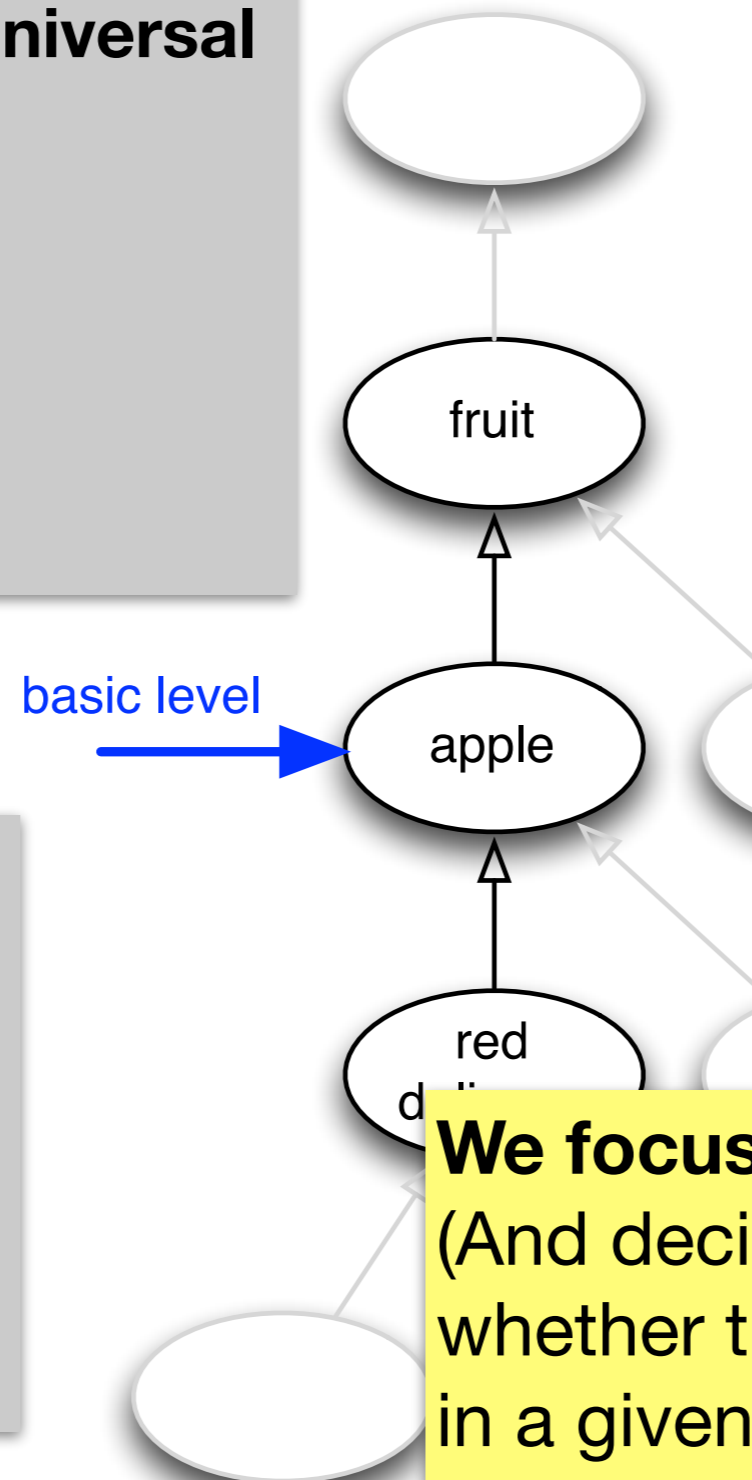 niversal
fruit
basic level
apple
red
We focus
(And deci
whether t
in a given